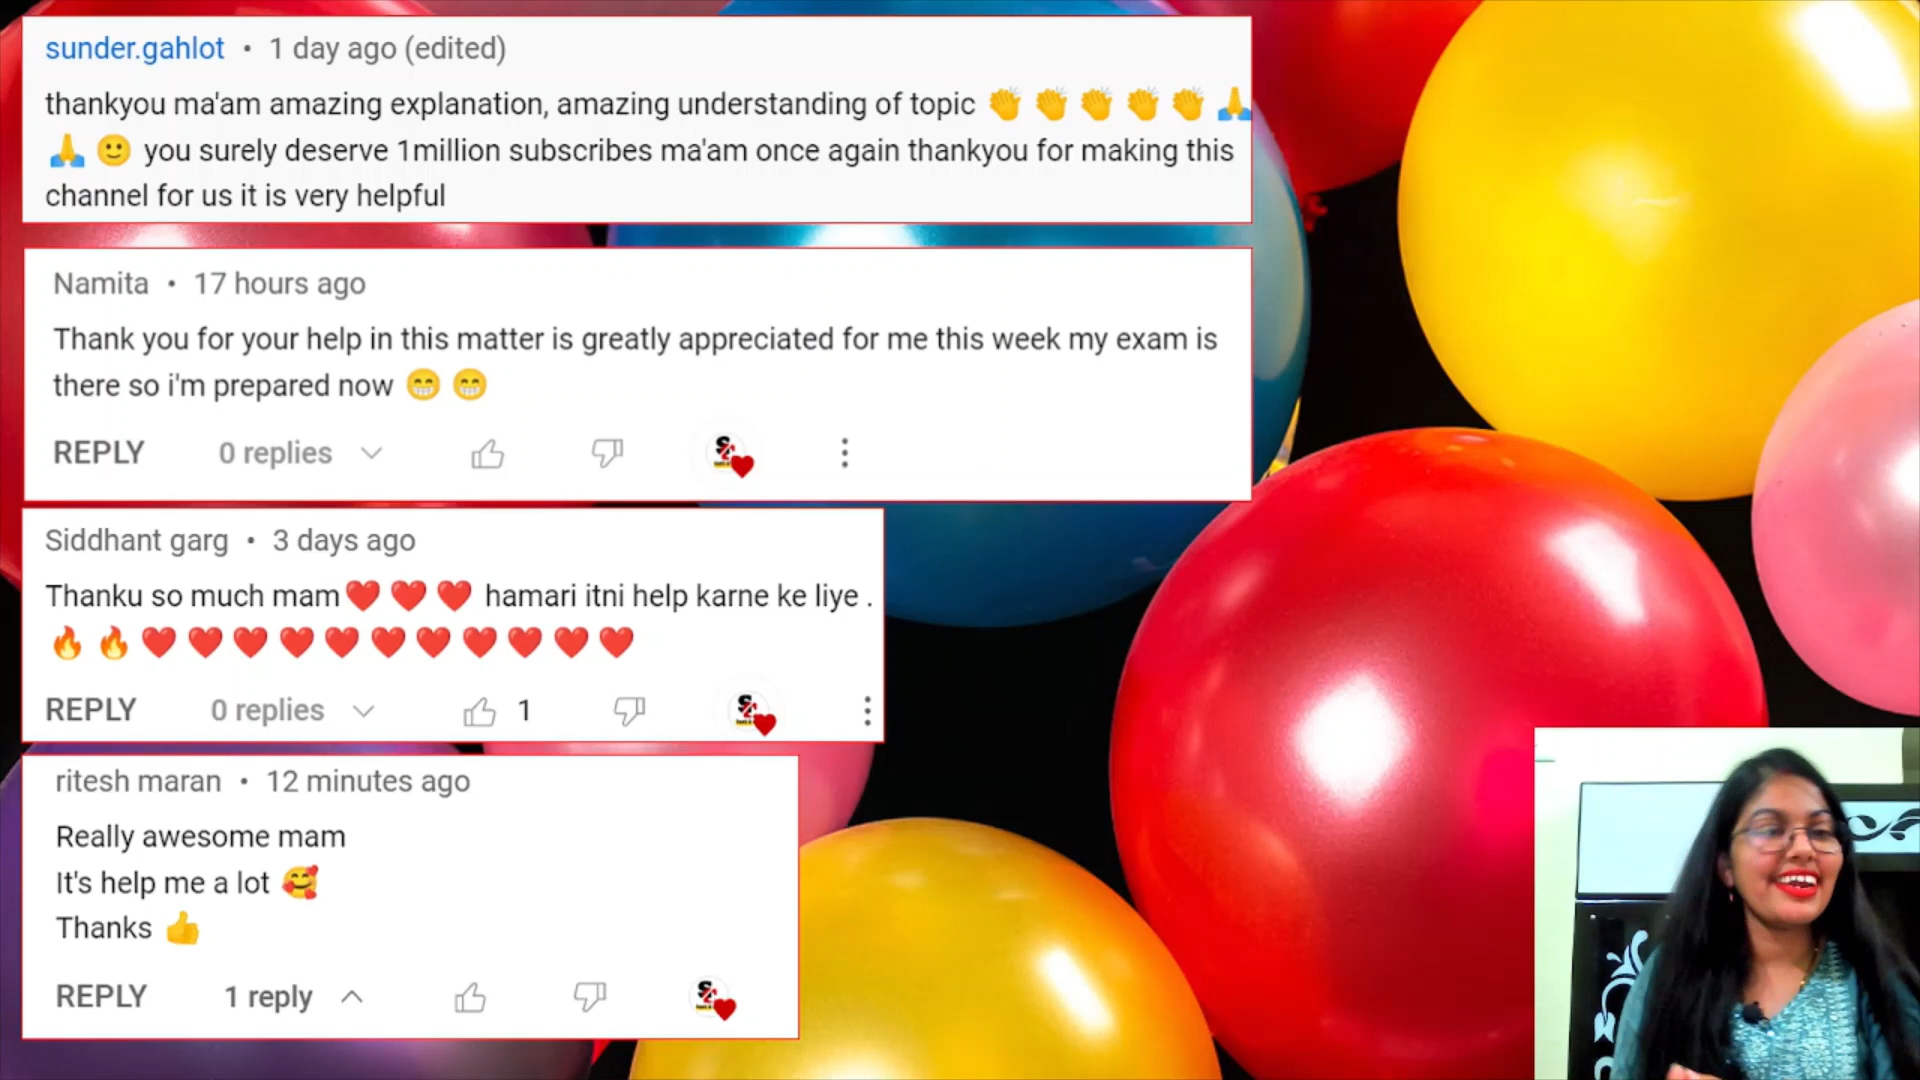 sunder.gahlot • 1 day ago (edited)
thankyou ma'am amazing explanation, amazing understanding of topic 👏 👏 👏 👏 👏 🙏
🙏 🙂 you surely deserve 1million subscribes ma'am once again thankyou for making this
channel for us it is very helpful
Namita • 17 hours ago
Thank you for your help in this matter is greatly appreciated for me this week my exam is
there so i'm prepared now 😁 😁
REPLY 0 replies
Siddhant garg • 3 days ago
Thanku so much mam❤️ ❤️ ❤️ hamari itni help karne ke liye .
🔥 🔥 ❤️ ❤️ ❤️ ❤️ ❤️ ❤️ ❤️ ❤️ ❤️ ❤️ ❤️
REPLY 0 replies 1
ritesh maran • 12 minutes ago
Really awesome mam
It's help me a lot 🥰
Thanks 👍
REPLY 1 reply